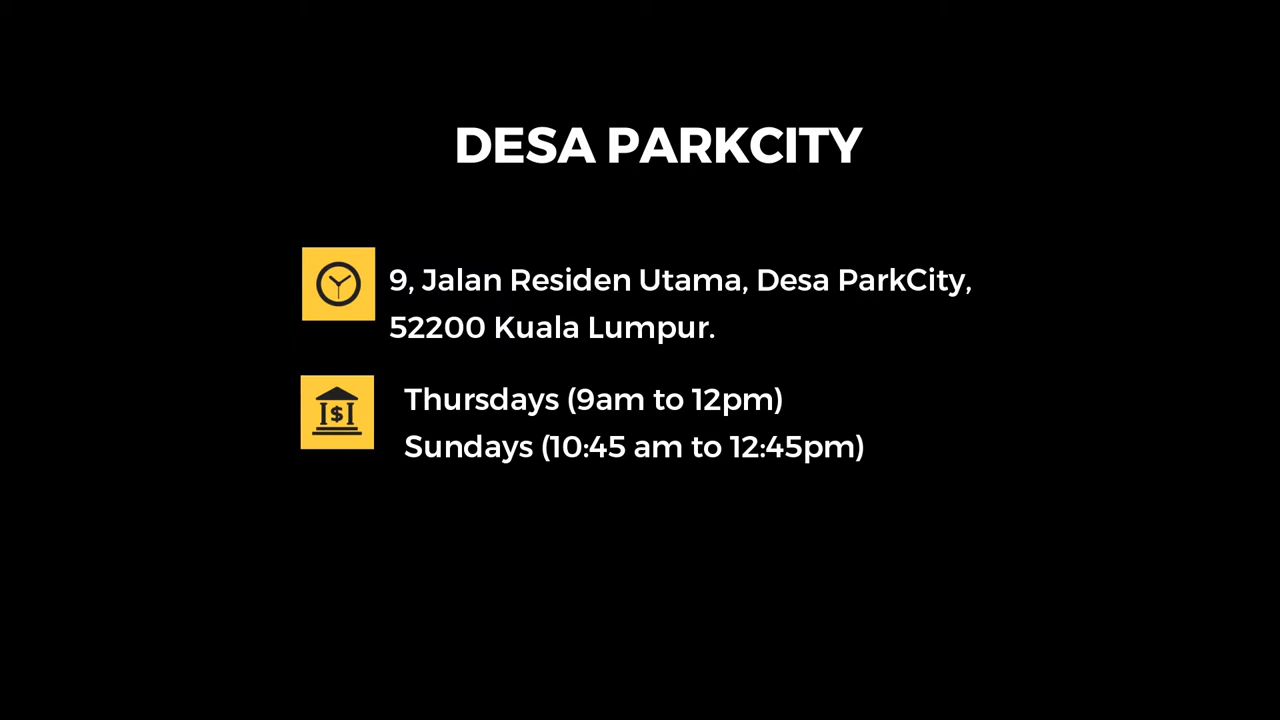 DESA PARKCITY
9, Jalan Residen Utama, Desa ParkCity,
52200 Kuala Lumpur.
$
Thursdays (9am to 12pm)
Sundays (10:45 am to 12:45pm)